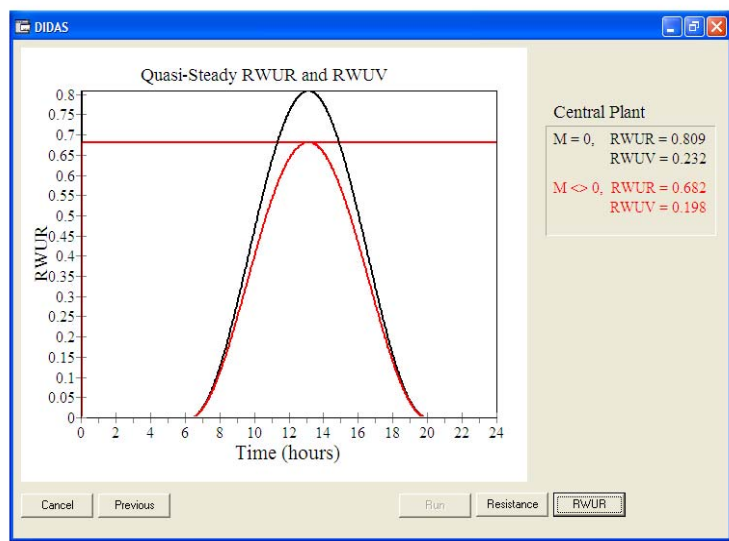 DIDAS
Quasi-Steady RWUR and RWUV
0.8
0.75
0.7
0.65
0.6
0.55
0.5
0.45
0.4
0.35
0.3
0.25
0.2
0.15
0.1
0.05
0
RWUR
0 2 4 6 8 10 12 14 16 18 20 22 24
Time (hours)
Central Plant
M = 0, RWUR = 0.809
RWUV = 0.232
M <> 0, RWUR = 0.682
RWUV = 0.198
Cancel Previous Run Resistance RWUR